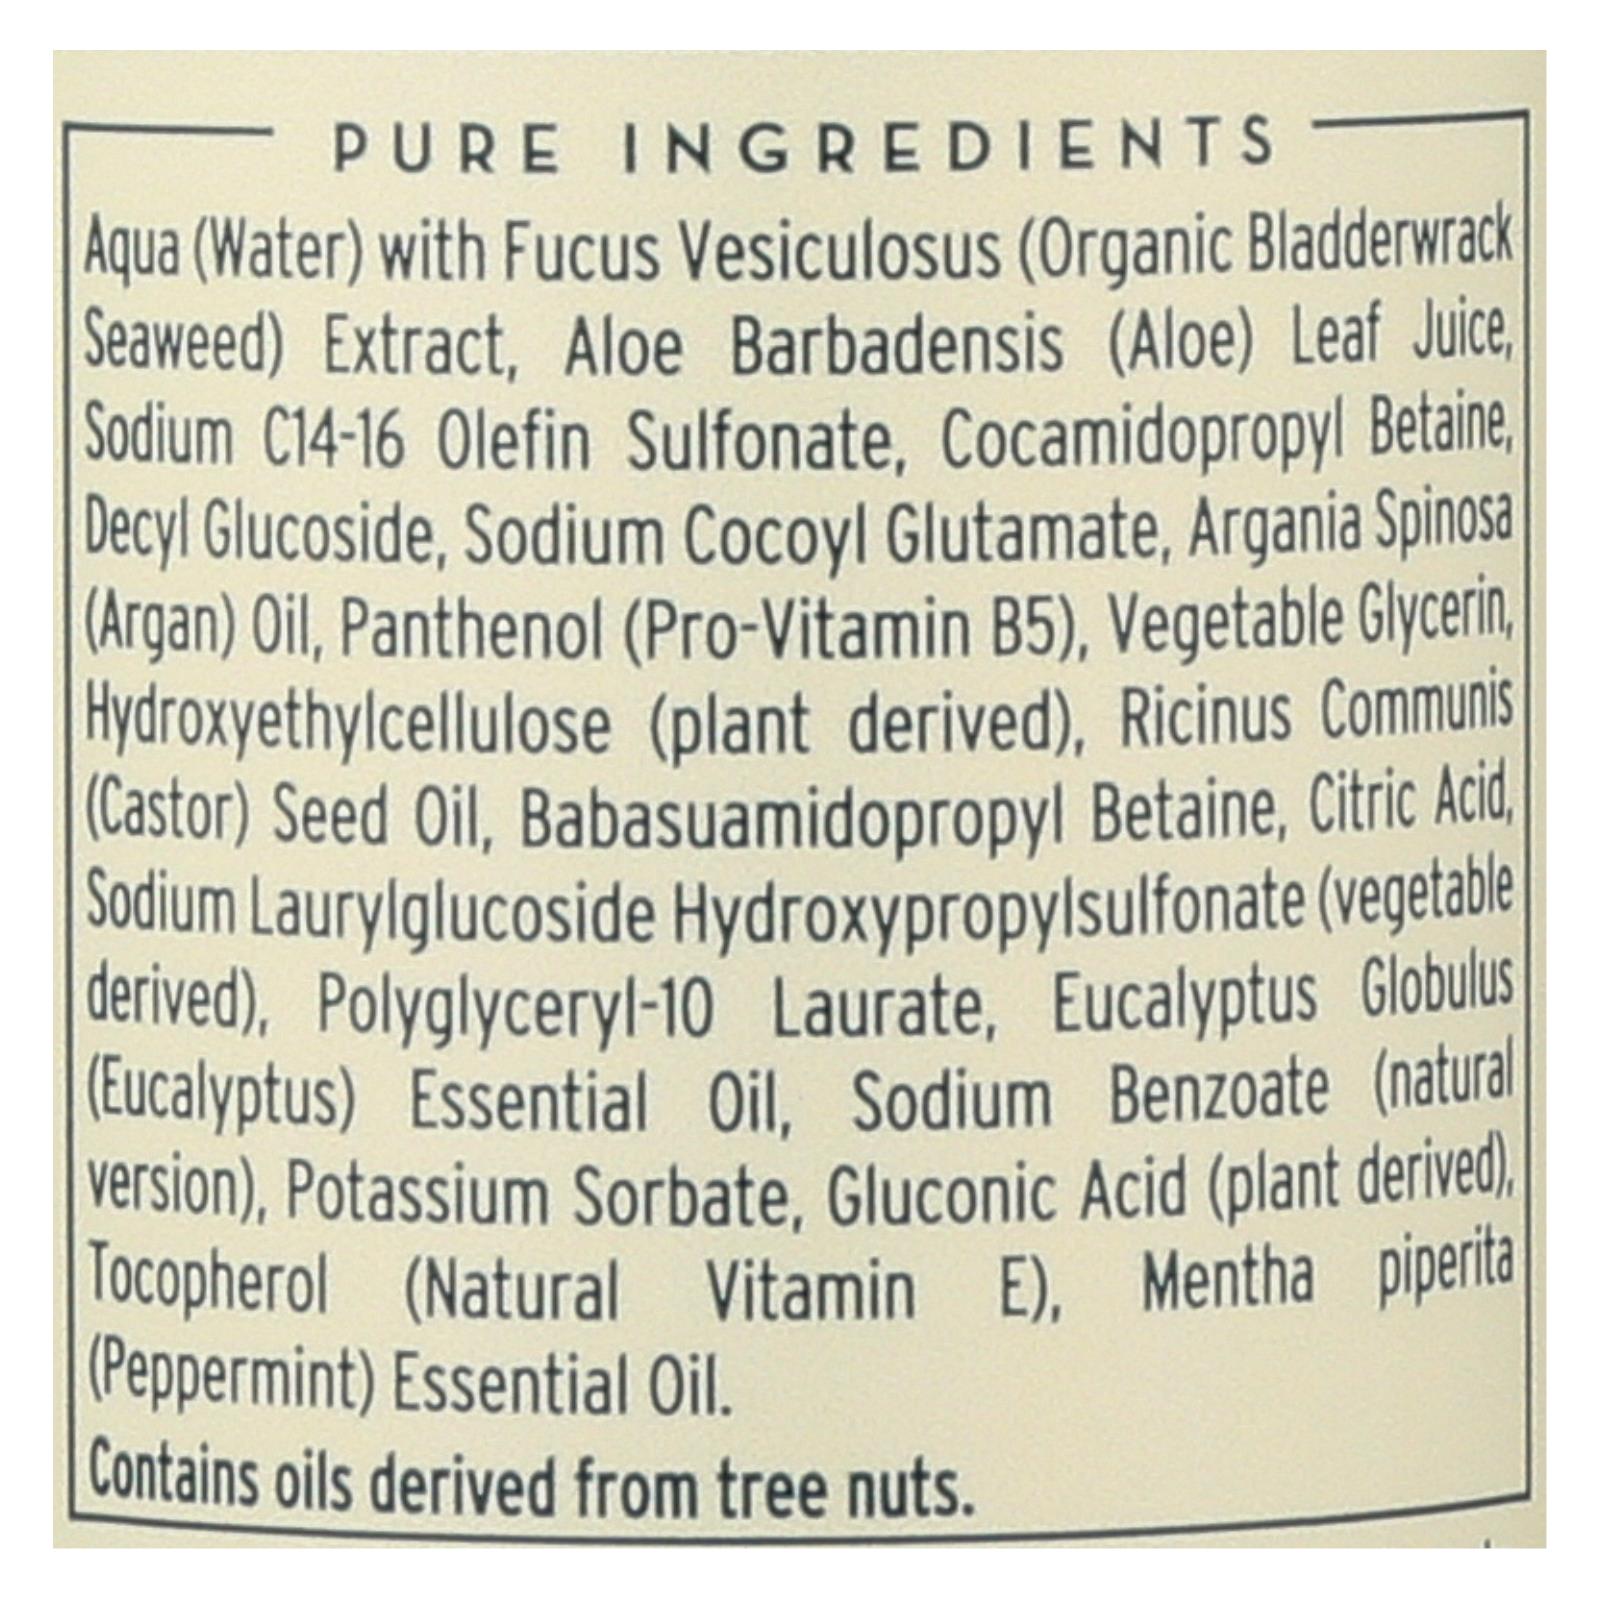 PURE INGREDIENTS
Aqua (Water) with Fucus Vesiculosus (Organic Bladderwrack
Seaweed) Extract, Aloe Barbadensis (Aloe) Leaf Juice,
Sodium C14-16 Olefin Sulfonate, Cocamidopropyl Betaine,
Decyl Glucoside, Sodium Cocoyl Glutamate, Argania Spinosa
(Argan) Oil, Panthenol (Pro-Vitamin B5), Vegetable Glycerin,
Hydroxyethylcellulose (plant derived), Ricinus Communis
(Castor) Seed Oil, Babasuamidopropyl Betaine, Citric Acid,
Sodium Laurylglucoside Hydroxypropylsulfonate (vegetable
derived), Polyglyceryl-10 Laurate, Eucalyptus Globulus
(Eucalyptus) Essential Oil, Sodium Benzoate (natural
version), Potassium Sorbate, Gluconic Acid (plant derived),
Tocopherol (Natural Vitamin E), Mentha piperita
(Peppermint) Essential Oil.
Contains oils derived from tree nuts.